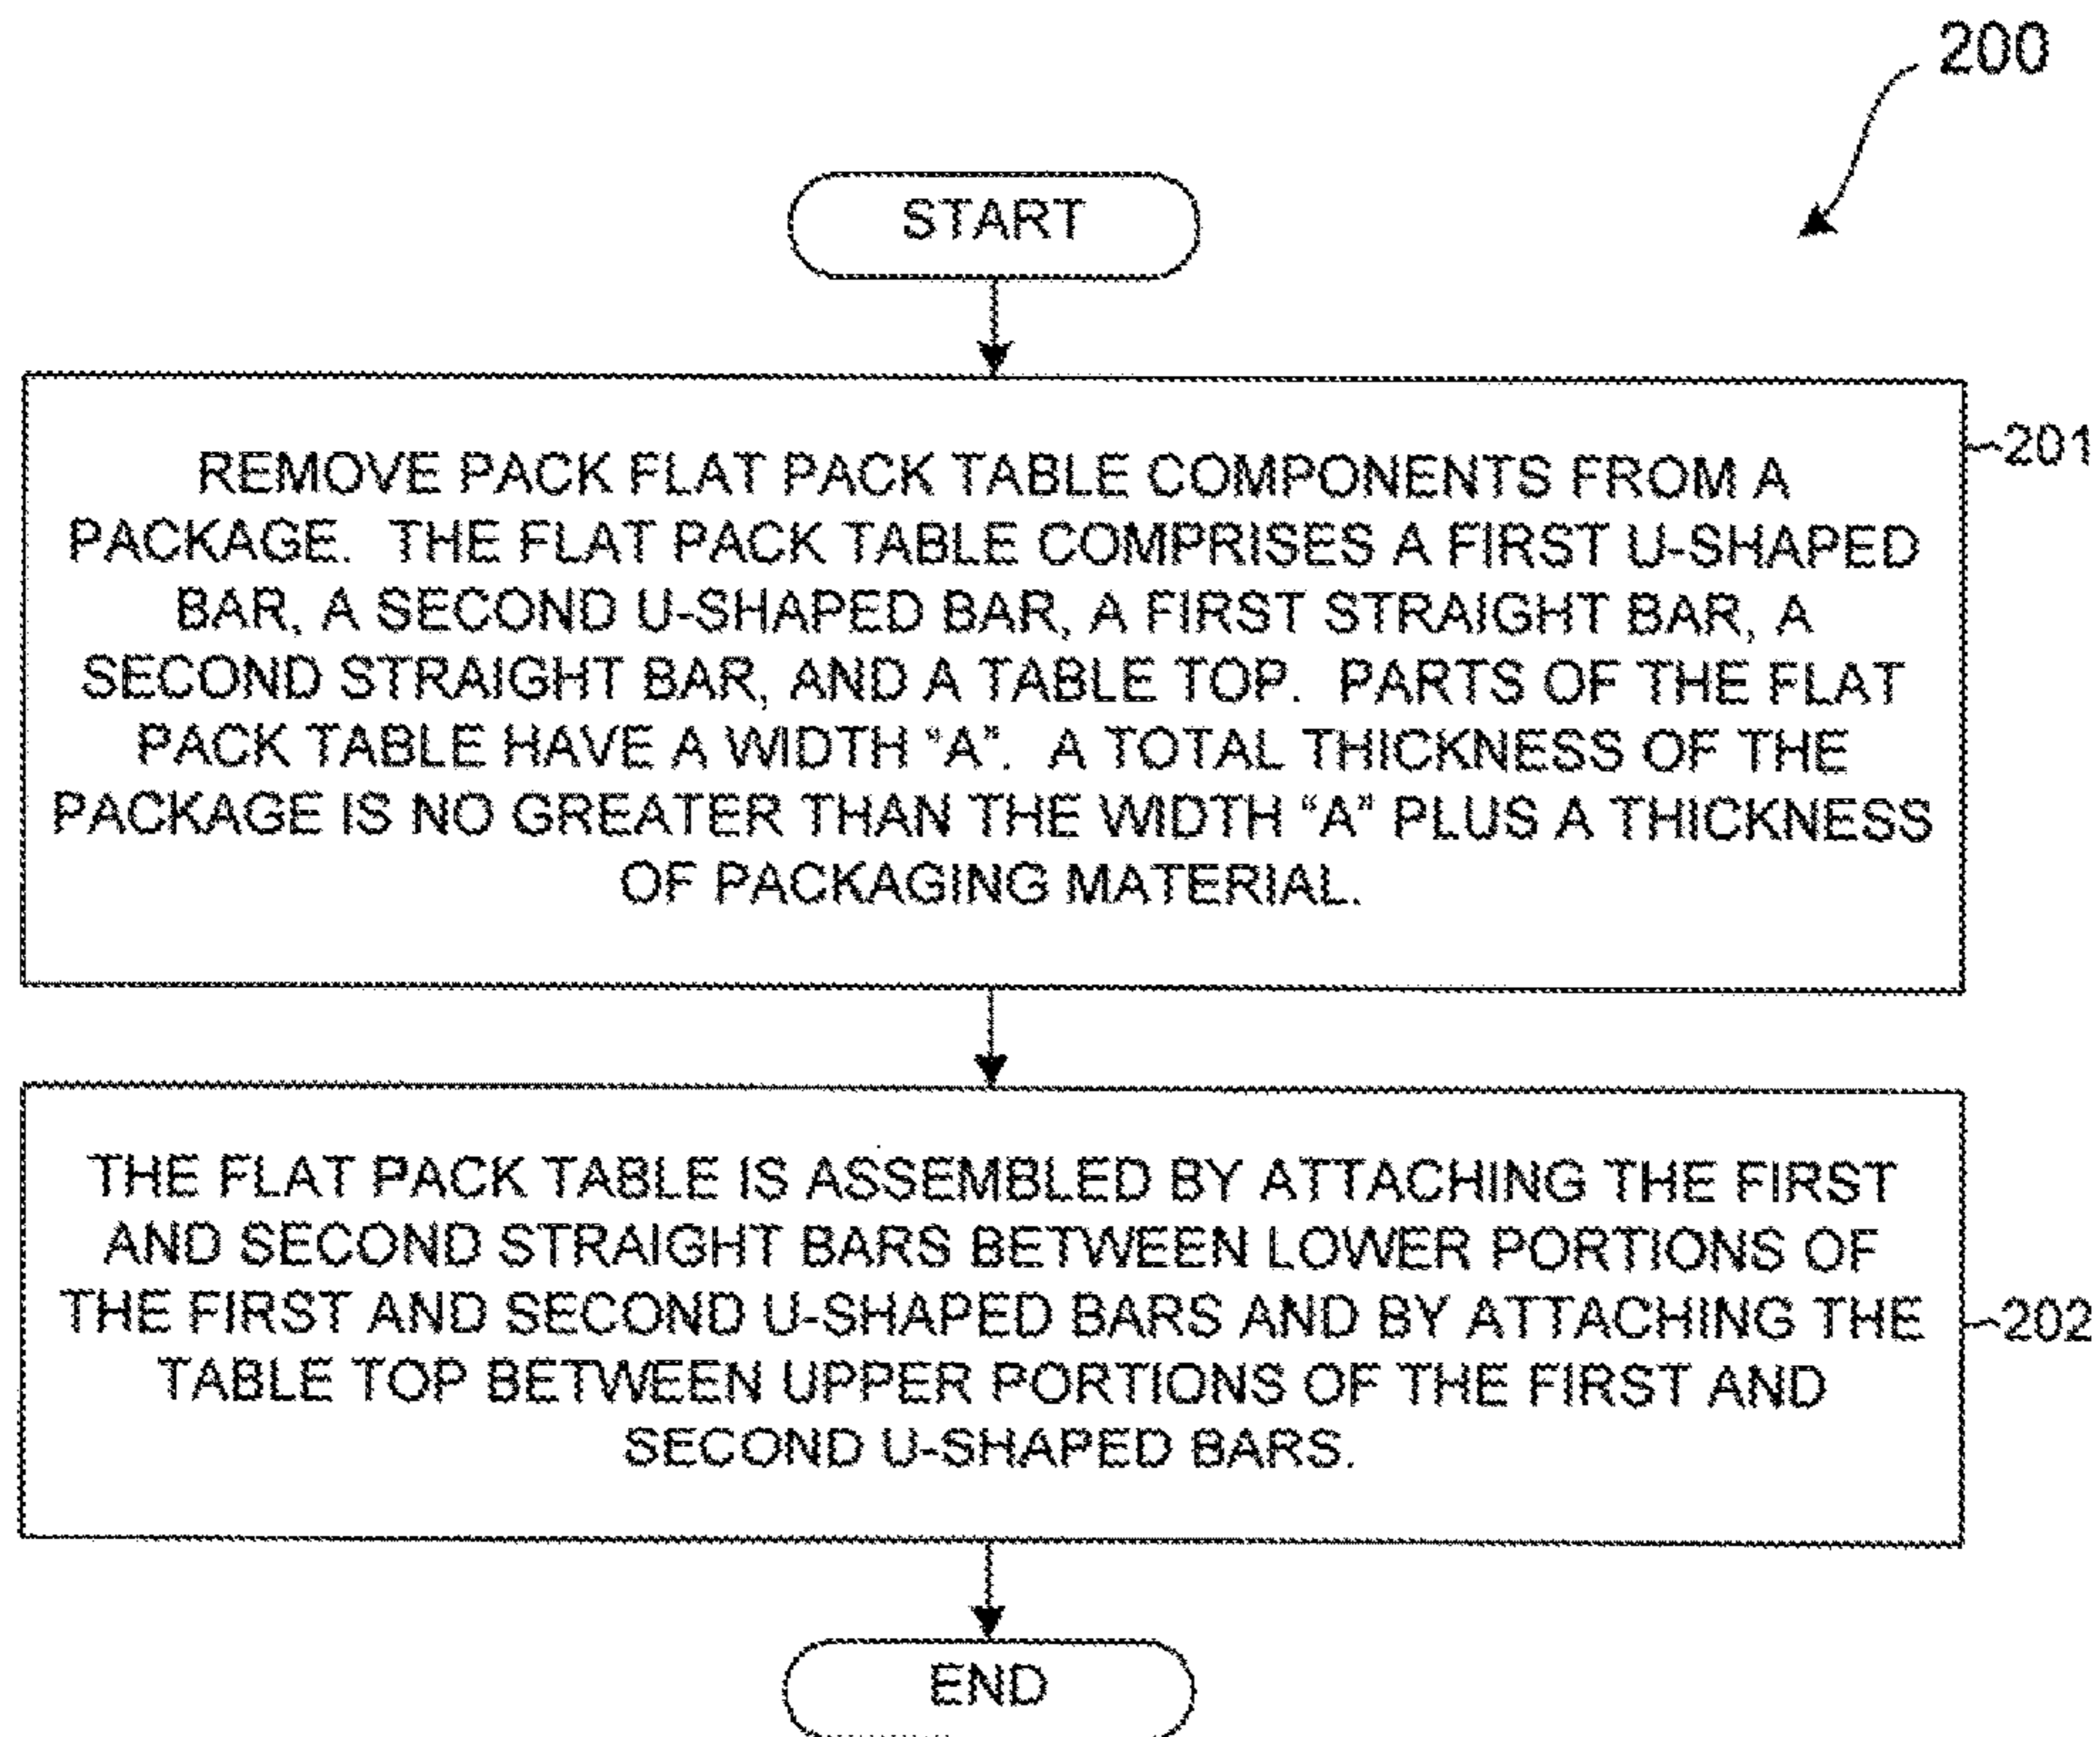 200
START
REMOVE PACK FLAT PACK TABLE COMPONENTS FROM A
PACKAGE. THE FLAT PACK TABLE COMPRISES A FIRST U-SHAPED
BAR, A SECOND U-SHAPED BAR, A FIRST STRAIGHT BAR, A
SECOND STRAIGHT BAR, AND A TABLE TOP. PARTS OF THE FLAT
PACK TABLE HAVE A WIDTH “A”. A TOTAL THICKNESS OF THE
PACKAGE IS NO GREATER THAN THE WIDTH “A” PLUS A THICKNESS
OF PACKAGING MATERIAL.
201
THE FLAT PACK TABLE IS ASSEMBLED BY ATTACHING THE FIRST
AND SECOND STRAIGHT BARS BETWEEN LOWER PORTIONS OF
THE FIRST AND SECOND U-SHAPED BARS AND BY ATTACHING THE
TABLE TOP BETWEEN UPPER PORTIONS OF THE FIRST AND
SECOND U-SHAPED BARS.
202
END